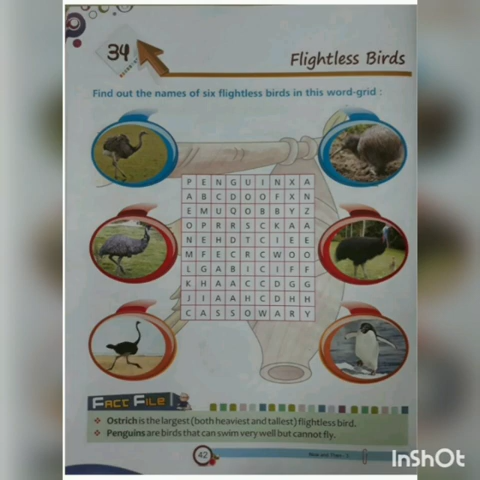 34
Flightless Birds
Find out the names of six flightless birds in this word-grid :
P E N G U I N X A
A B C D O O F X N
E M U Q O B B Y Z
O P R R S C K A A
N E H D T C I E E
M F E C R C W O O
L G A B I C I F F
K H A A C C D G G
J I A A H C D H H
C A S S O W A R Y
FACT FILE
Ostrich is the largest (both heaviest and tallest) flightless bird.
Penguins are birds that can swim very well but cannot fly.
42
InShOt